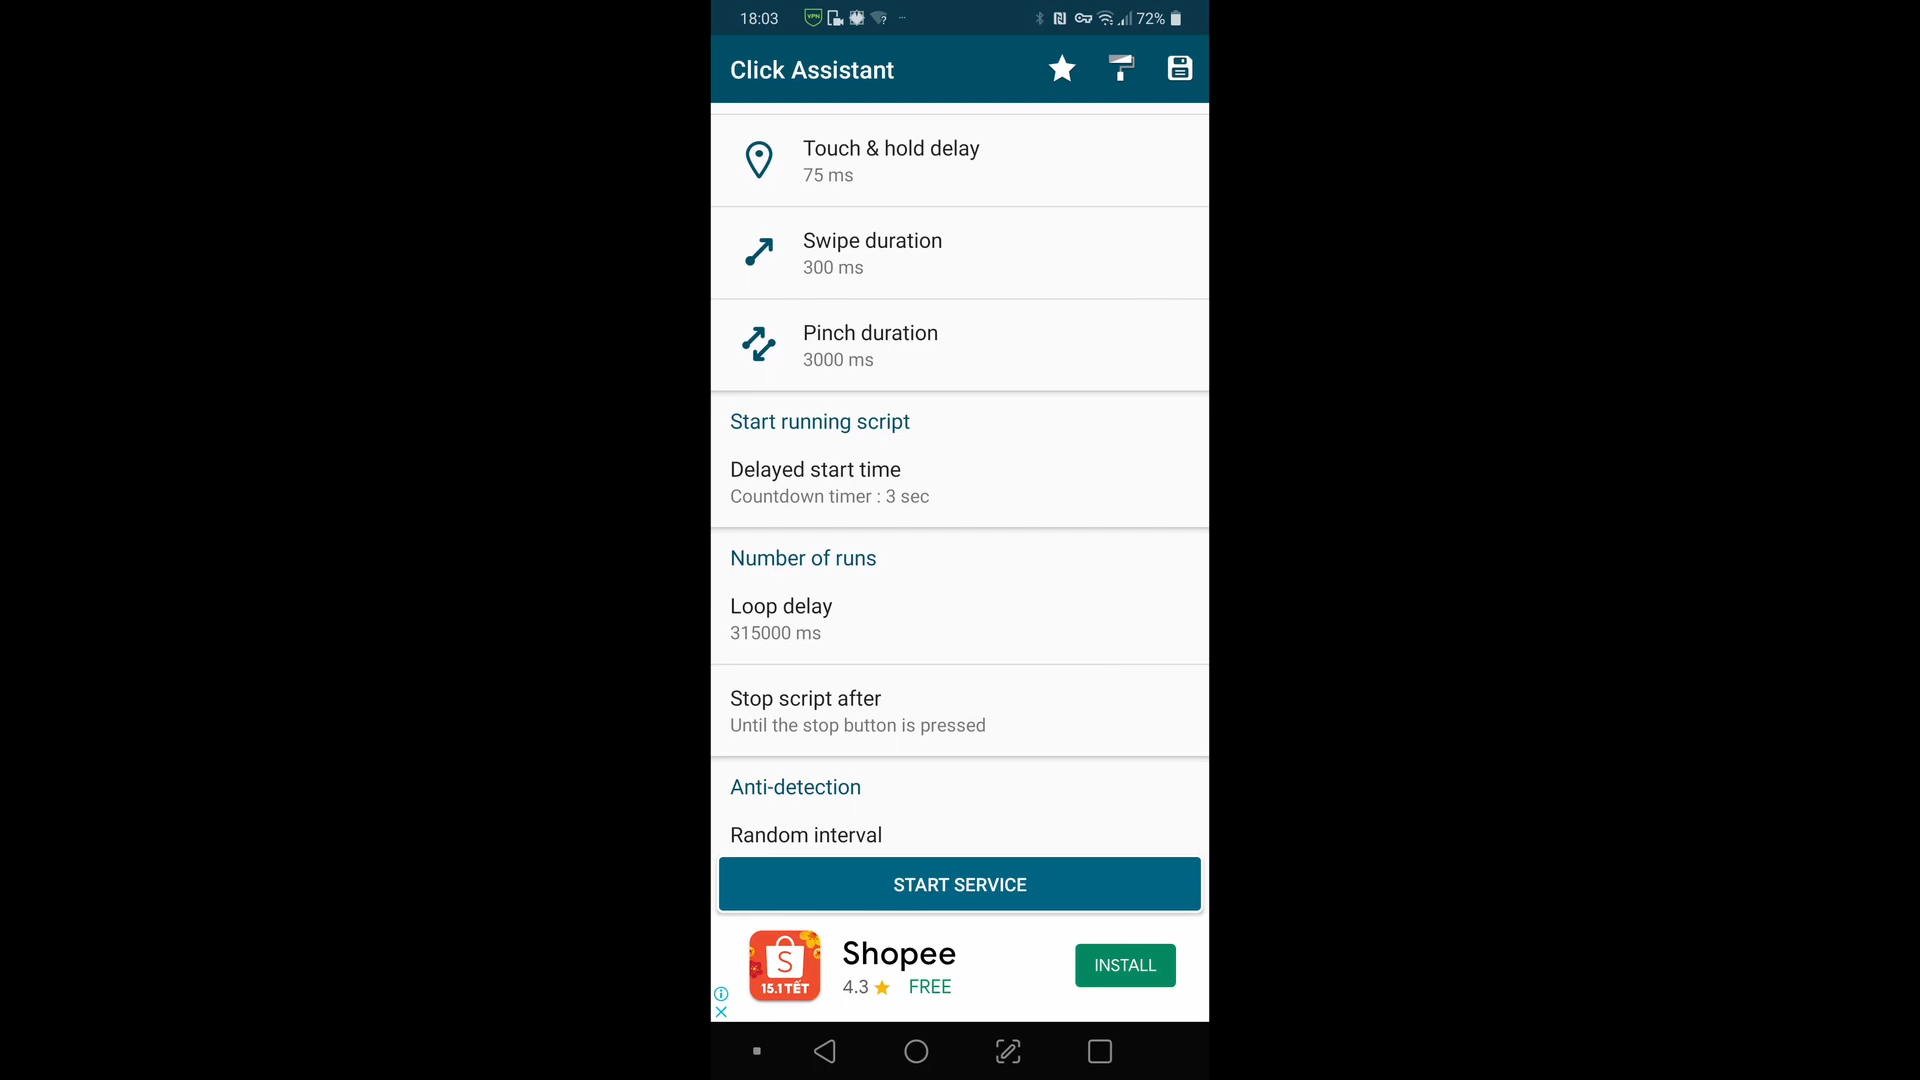 18:03
VPN
72%
Click Assistant
Touch & hold delay
75 ms
Swipe duration
300 ms
Pinch duration
3000 ms
Start running script
Delayed start time
Countdown timer : 3 sec
Number of runs
Loop delay
315000 ms
Stop script after
Until the stop button is pressed
Anti-detection
Random interval
START SERVICE
S
15.1 TẾT
Shopee
4.3 ★ FREE
INSTALL